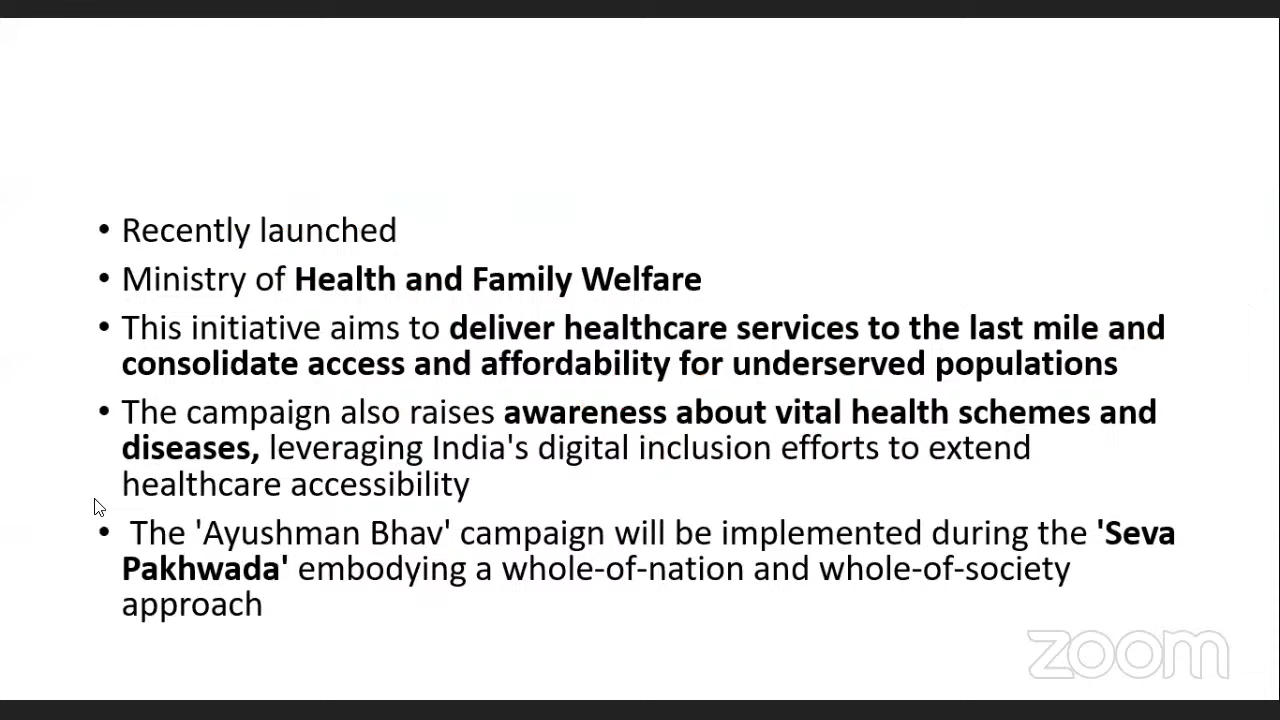 • Recently launched
• Ministry of Health and Family Welfare
• This initiative aims to deliver healthcare services to the last mile and
consolidate access and affordability for underserved populations
• The campaign also raises awareness about vital health schemes and
diseases, leveraging India's digital inclusion efforts to extend
healthcare accessibility
• The 'Ayushman Bhav' campaign will be implemented during the 'Seva
Pakhwada' embodying a whole-of-nation and whole-of-society
approach
zoom